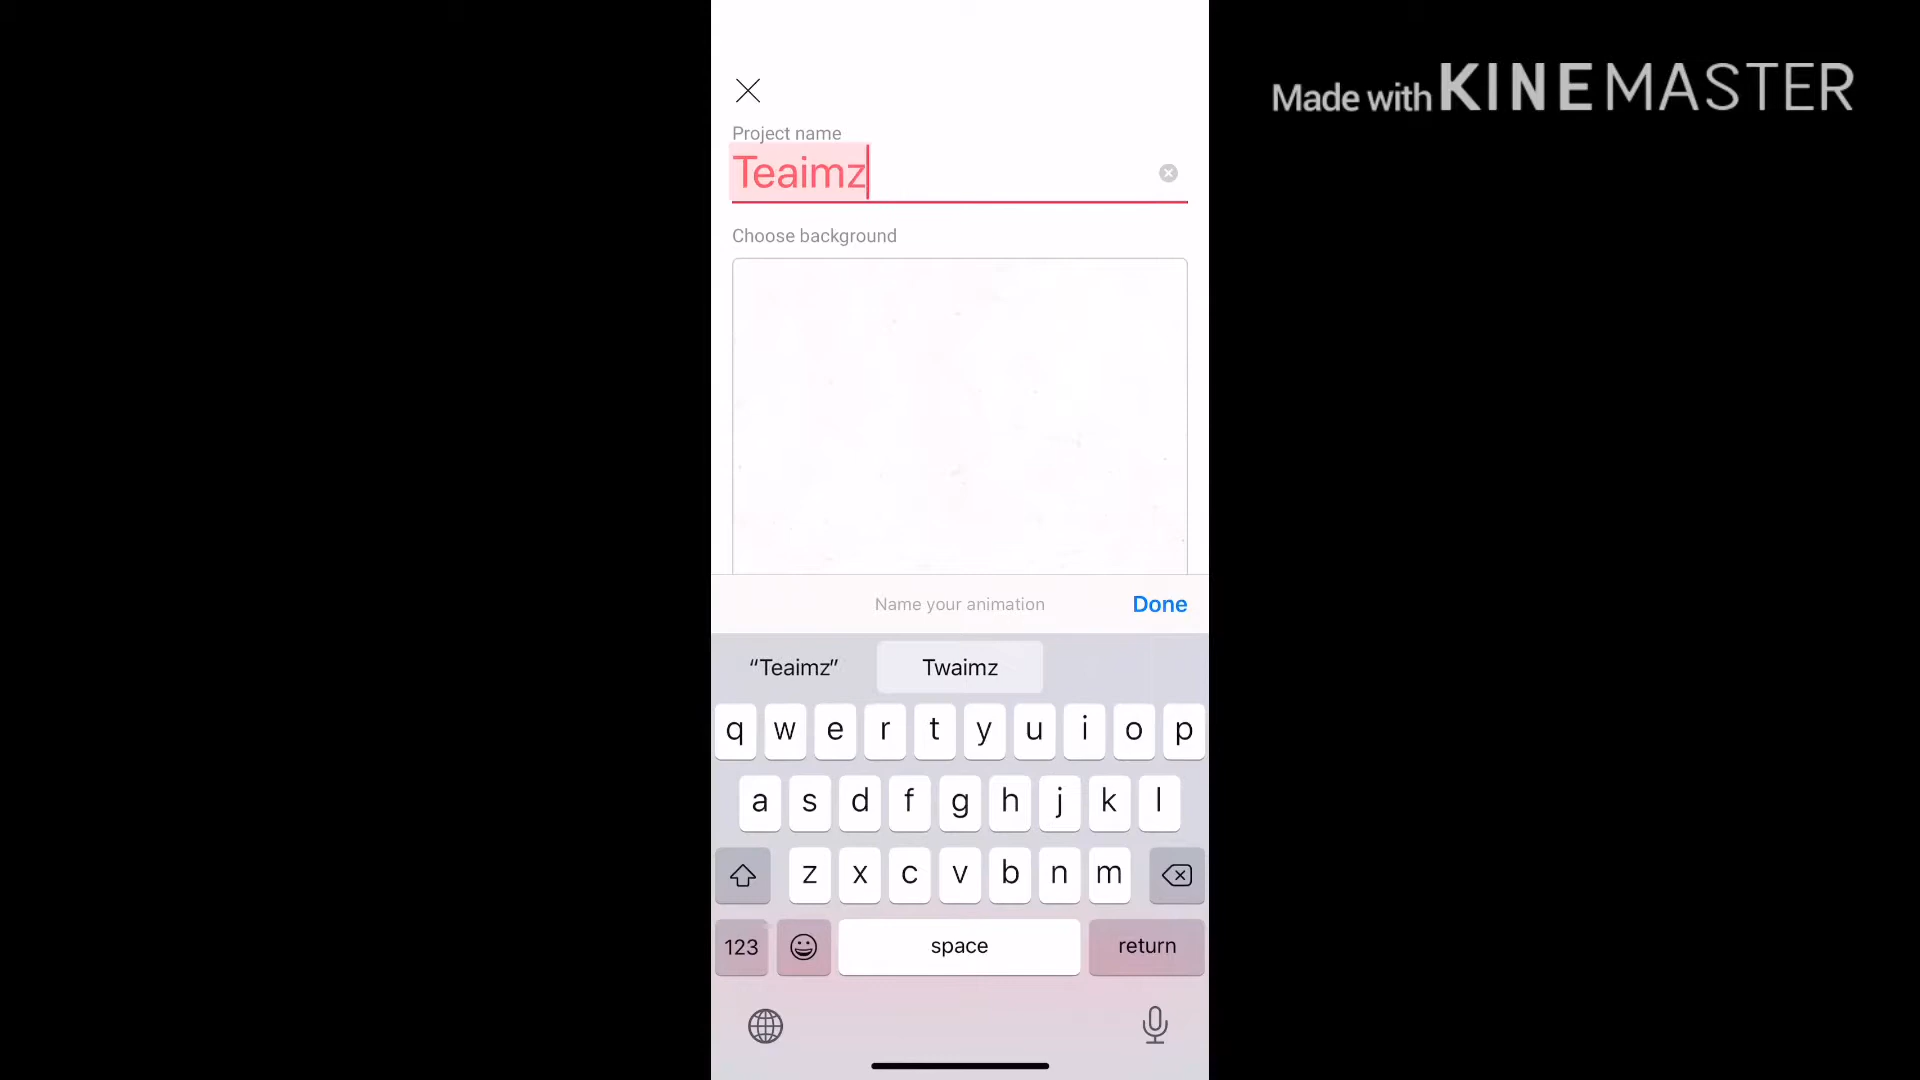 Made with KINEMASTER
Project name
Teaimz
Choose background
Name your animation
Done
“Teaimz” Twaimz
q w e r t y u i o p
a s d f g h j k l
z x c v b n m
123 space return